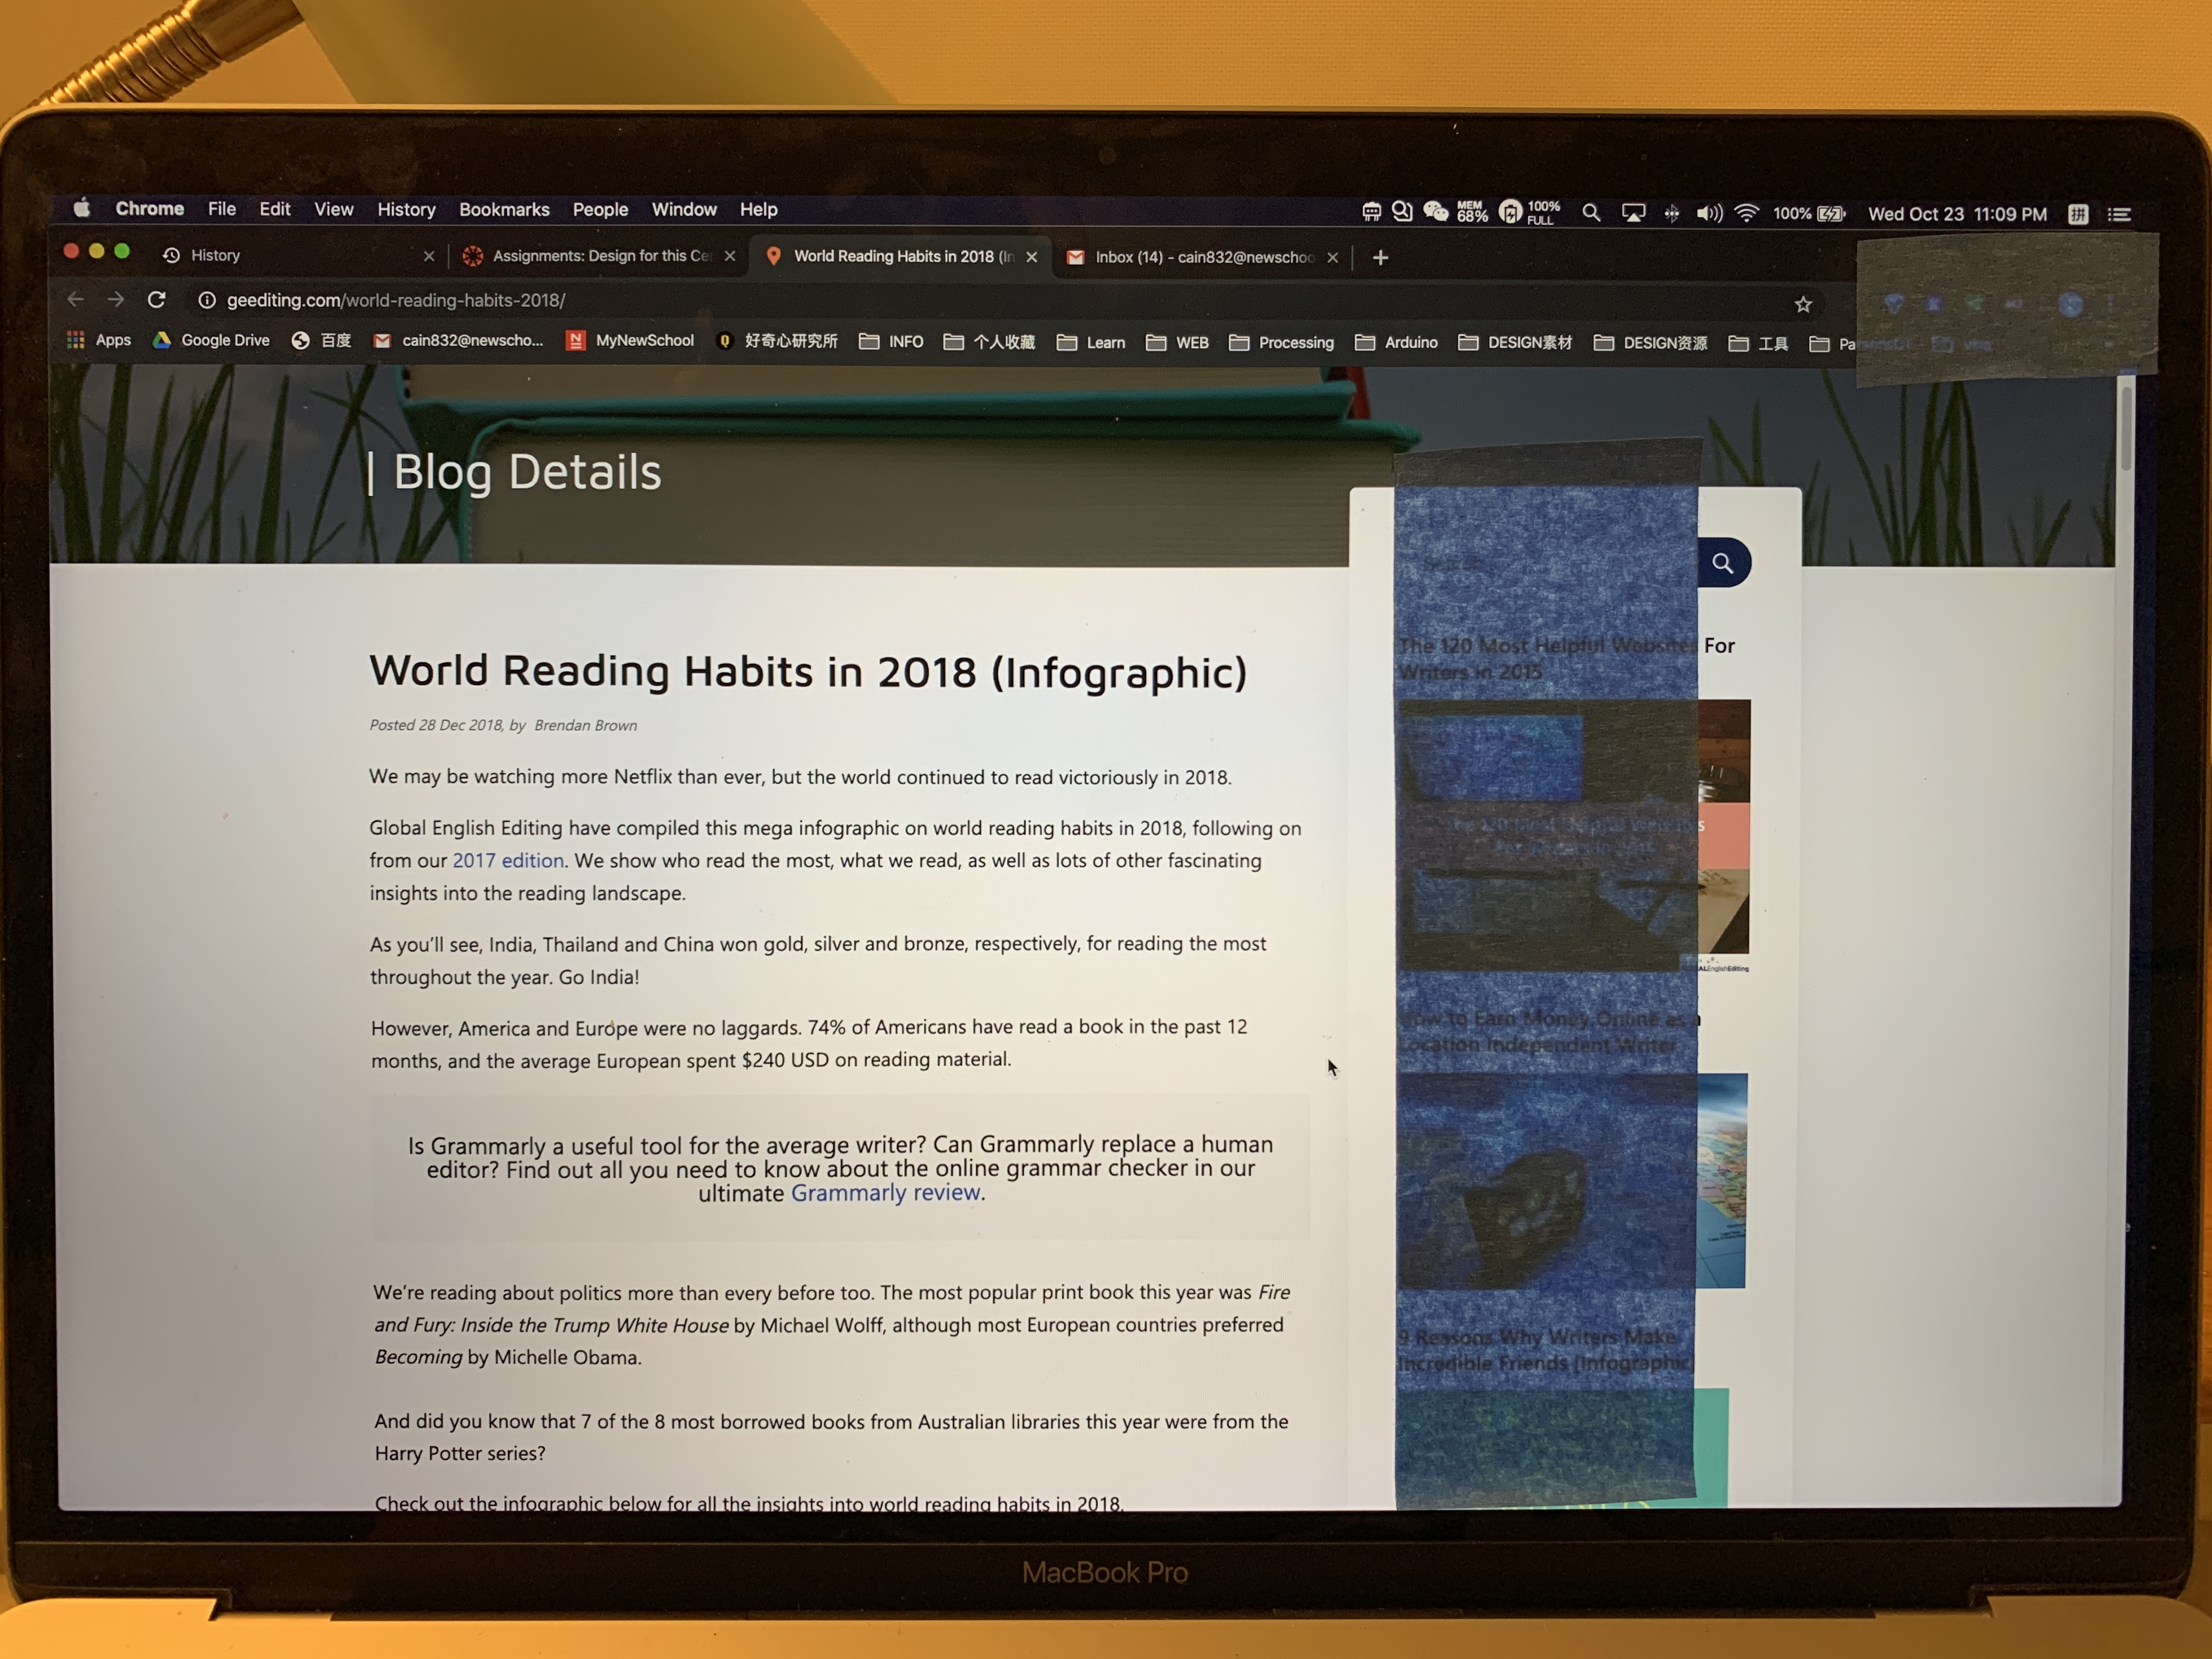 Chrome File Edit View History Bookmarks People Window Help MEM 68% 100% FULL 100% Wed Oct 23 11:09 PM 拼
History Assignments: Design for this Ce World Reading Habits in 2018 (In Inbox (14) - cain832@newschoo
geediting.com/world-reading-habits-2018/
Apps Google Drive 百度 cain832@newscho... MyNewSchool 好奇心研究所 INFO 个人收藏 Learn WEB Processing Arduino DESIGN素材 DESIGN资源 工具
| Blog Details
World Reading Habits in 2018 (Infographic)
Posted 28 Dec 2018, by Brendan Brown
We may be watching more Netflix than ever, but the world continued to read victoriously in 2018.
Global English Editing have compiled this mega infographic on world reading habits in 2018, following on
from our 2017 edition. We show who read the most, what we read, as well as lots of other fascinating
insights into the reading landscape.
As you'll see, India, Thailand and China won gold, silver and bronze, respectively, for reading the most
throughout the year. Go India!
However, America and Europe were no laggards. 74% of Americans have read a book in the past 12
months, and the average European spent $240 USD on reading material.
Is Grammarly a useful tool for the average writer? Can Grammarly replace a human
editor? Find out all you need to know about the online grammar checker in our
ultimate Grammarly review.
We're reading about politics more than every before too. The most popular print book this year was Fire
and Fury: Inside the Trump White House by Michael Wolff, although most European countries preferred
Becoming by Michelle Obama.
And did you know that 7 of the 8 most borrowed books from Australian libraries this year were from the
Harry Potter series?
Check out the infographic below for all the insights into world reading habits in 2018.
The 120 Most Helpful Websites For
Writers in 2015
The 120 Most Helpful Websites
For Writers in 2015
ALEnglishEditing
How to Earn Money Online as a
Location Independent Writer
9 Reasons Why Writers Make
Incredible Friends [Infographic]
MacBook Pro